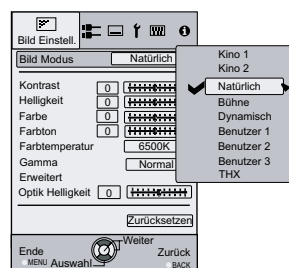 Bild Einstell.
Bild Modus Natürlich
Kontrast 0
Helligkeit 0
Farbe 0
Farbton 0
Farbtemperatur 6500K
Gamma Normal
Erweitert
Optik Helligkeit 0
Zurücksetzen
Ende Weiter Zurück
MENU Auswahl BACK
Kino 1
Kino 2
Natürlich
Bühne
Dynamisch
Benutzer 1
Benutzer 2
Benutzer 3
THX